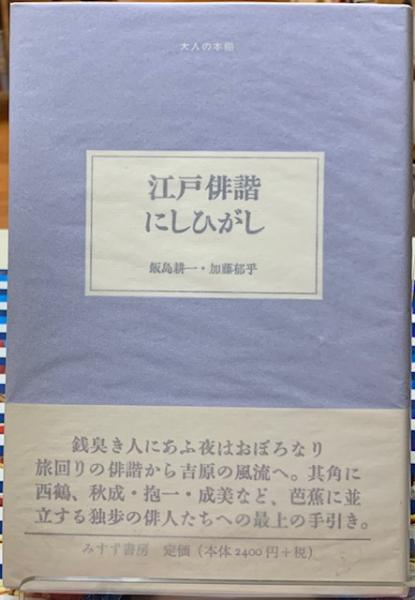 大人の本棚
江戸俳諧
にしひがし
飯島耕一・加藤郁乎
銭臭き人にあふ夜はおぼろなり
旅回りの俳諧から吉原の風流へ。其角に
西鶴、秋成・抱一・成美など、芭蕉に並
立する独歩の俳人たちへの最上の手引き。
みすず書房 定価（本体2400円+税）